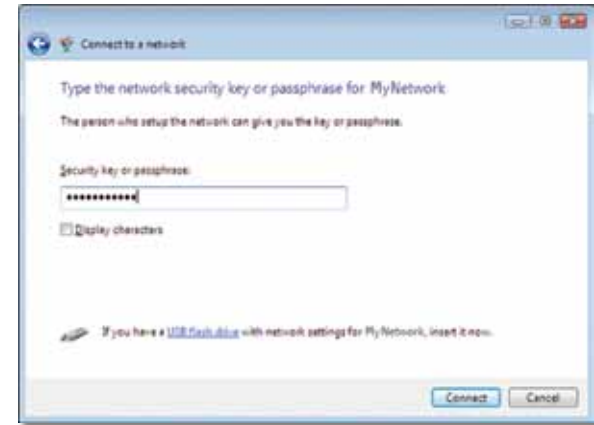 Connect to a network
Type the network security key or passphrase for MyNetwork
The person who setup the network can give you the key or passphrase.
Security key or passphrase:
•••••••••••
Display characters
If you have a USB flash drive with network settings for MyNetwork, insert it now.
Connect Cancel